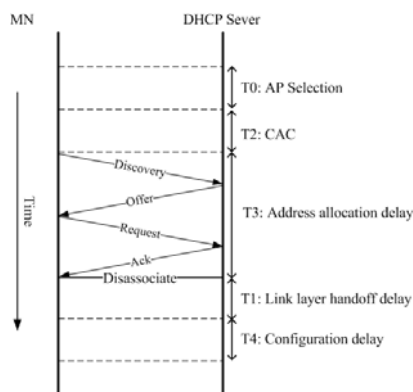 MN
DHCP Sever
T0: AP Selection
T2: CAC
Discovery
Offer
Time
Request
T3: Address allocation delay
Ack
Disassociate
T1: Link layer handoff delay
T4: Configuration delay